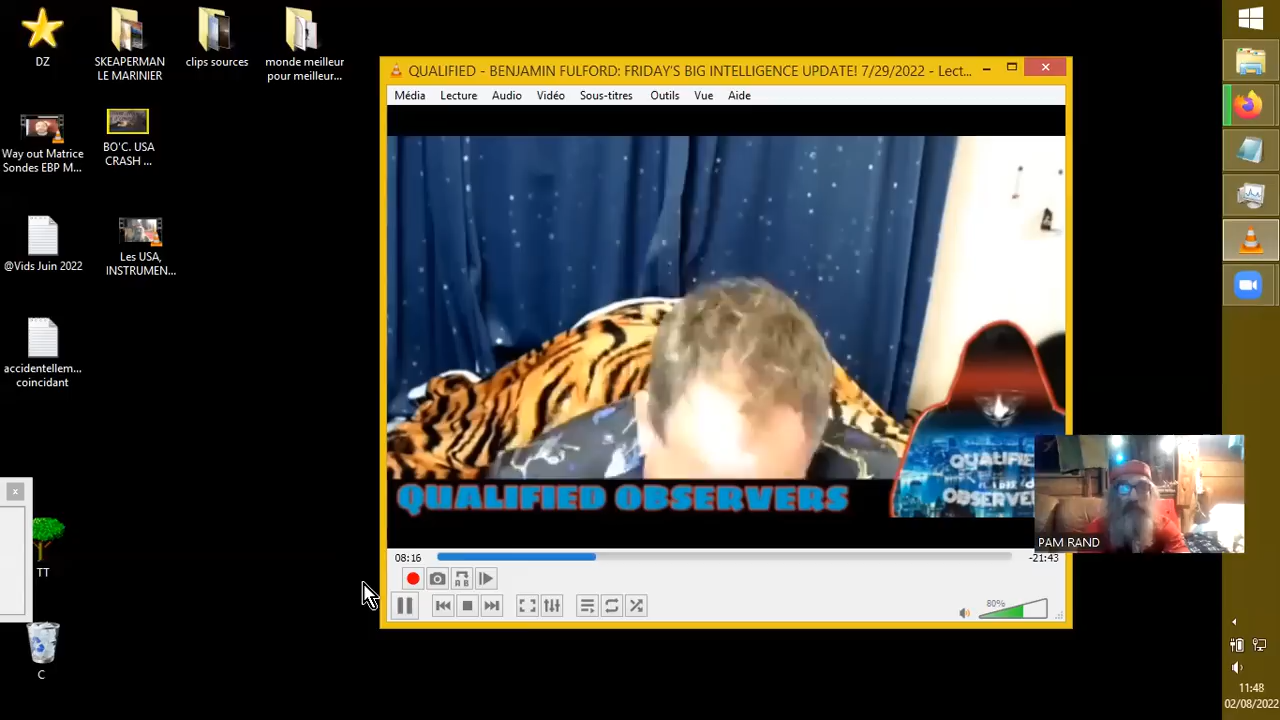 DZ
SKEAPERMAN
LE MARINIER
clips sources
monde meilleur
pour meilleur...
Way out Matrice
Sondes EBP M...
BO'C. USA
CRASH ...
@Vids Juin 2022
Les USA,
INSTRUMEN...
accidentellem...
coincidant
x
TT
C
QUALIFIED - BENJAMIN FULFORD: FRIDAY'S BIG INTELLIGENCE UPDATE! 7/29/2022 - Lect...
Média Lecture Audio Vidéo Sous-titres Outils Vue Aide
QUALIFIED OBSERVERS
QUALIFIE
OBSERVER
PAM RAND
08:16
-21:43
80%
11:48
02/08/2022